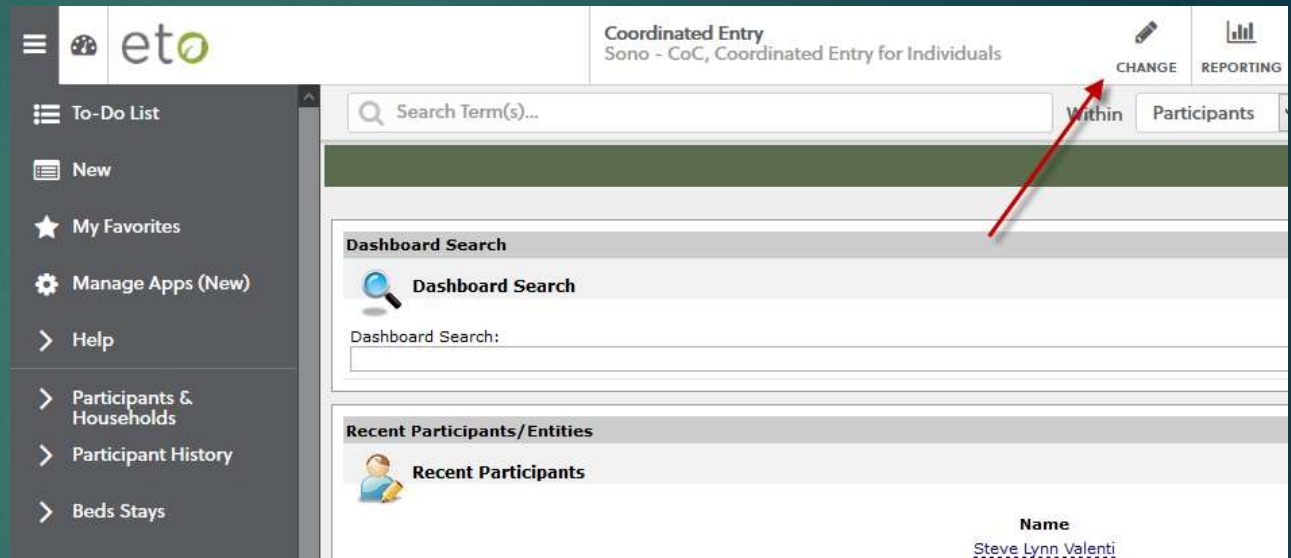 eto
Coordinated Entry
Sono - CoC, Coordinated Entry for Individuals
CHANGE
REPORTING
To-Do List
Search Term(s)...
Within
Participants
New
My Favorites
Manage Apps (New)
Help
Participants &
Households
Participant History
Beds Stays
Dashboard Search
Dashboard Search
Dashboard Search:
Recent Participants/Entities
Recent Participants
Name
Steve Lynn Valenti